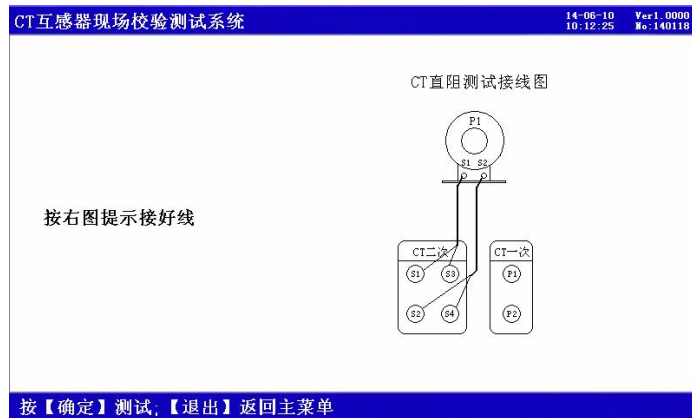 CT互感器现场校验测试系统
14-06-10 Ver1.0000
10:12:25 No:140118
CT直阻测试接线图
P1
S1 S2
按右图提示接好线
CT二次 CT一次
S1 S3 P1
S2 S4 P2
按【确定】测试;【退出】返回主菜单